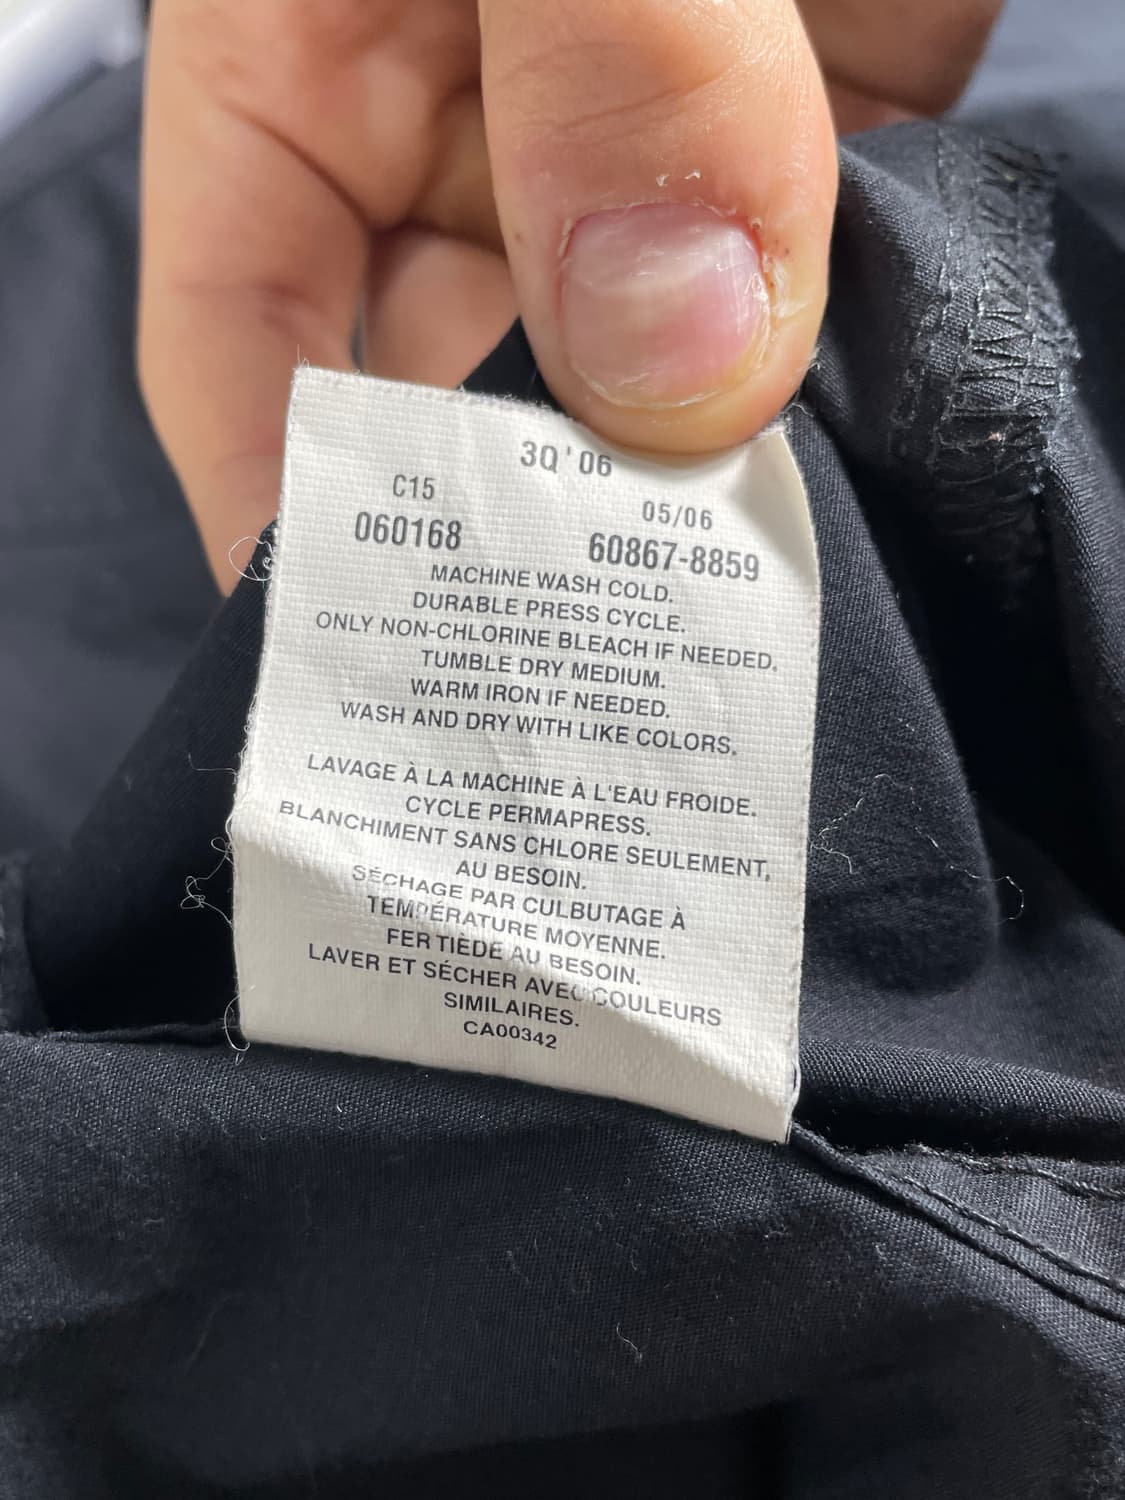 3Q'06
C15
05/06
060168
60867-8859
MACHINE WASH COLD.
DURABLE PRESS CYCLE.
ONLY NON-CHLORINE BLEACH IF NEEDED.
TUMBLE DRY MEDIUM.
WARM IRON IF NEEDED.
WASH AND DRY WITH LIKE COLORS.
LAVAGE À LA MACHINE À L'EAU FROIDE.
CYCLE PERMAPRESS.
BLANCHIMENT SANS CHLORE SEULEMENT,
AU BESOIN.
SÉCHAGE PAR CULBUTAGE À
TEMPÉRATURE MOYENNE.
FER TIÈDE AU BESOIN.
LAVER ET SÉCHER AVEC COULEURS
SIMILAIRES.
CA00342